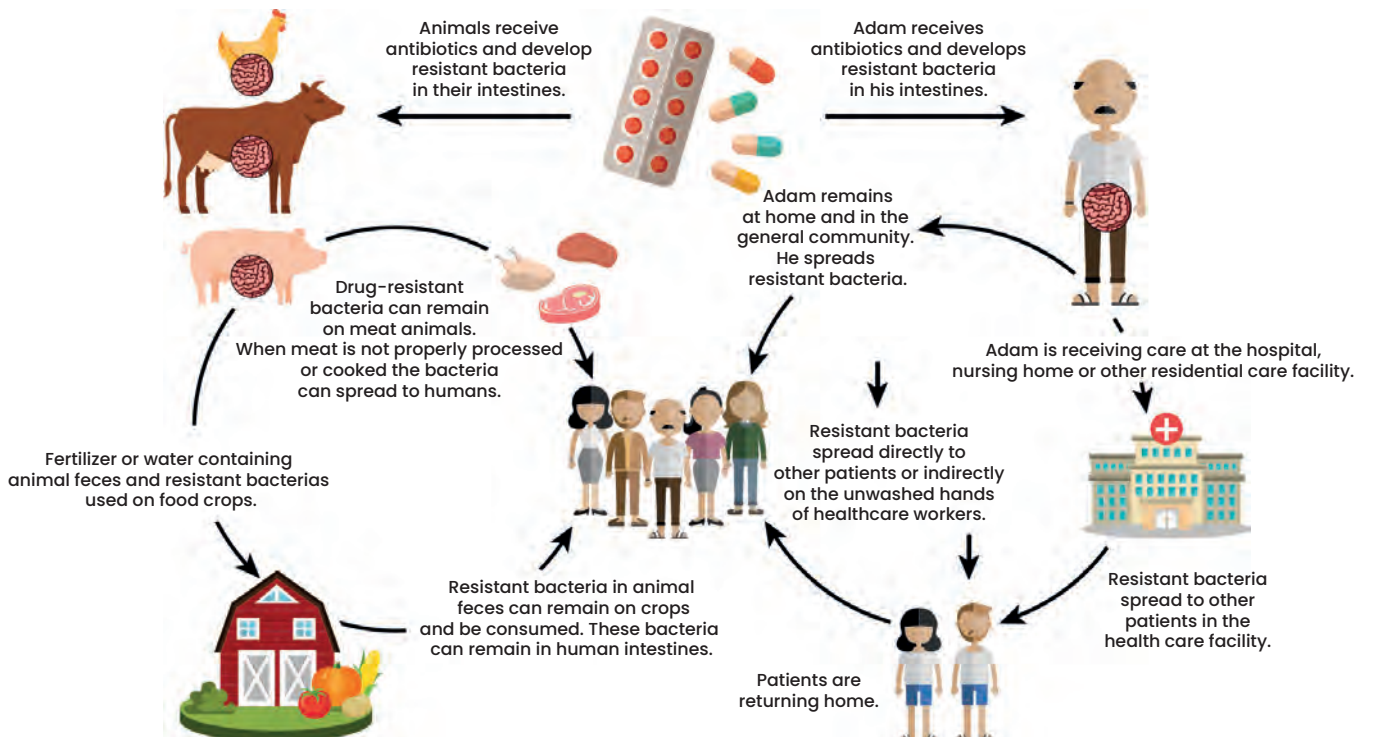 Animals receive
antibiotics and develop
resistant bacteria
in their intestines.
Adam receives
antibiotics and develops
resistant bacteria
in his intestines.
Adam remains
at home and in the
general community.
He spreads
resistant bacteria.
Drug-resistant
bacteria can remain
on meat animals.
When meat is not properly processed
or cooked the bacteria
can spread to humans.
Adam is receiving care at the hospital,
nursing home or other residential care facility.
Fertilizer or water containing
animal feces and resistant bacterias
used on food crops.
Resistant bacteria
spread directly to
other patients or indirectly
on the unwashed hands
of healthcare workers.
Resistant bacteria in animal
feces can remain on crops
and be consumed. These bacteria
can remain in human intestines.
Resistant bacteria
spread to other
patients in the
health care facility.
Patients are
returning home.